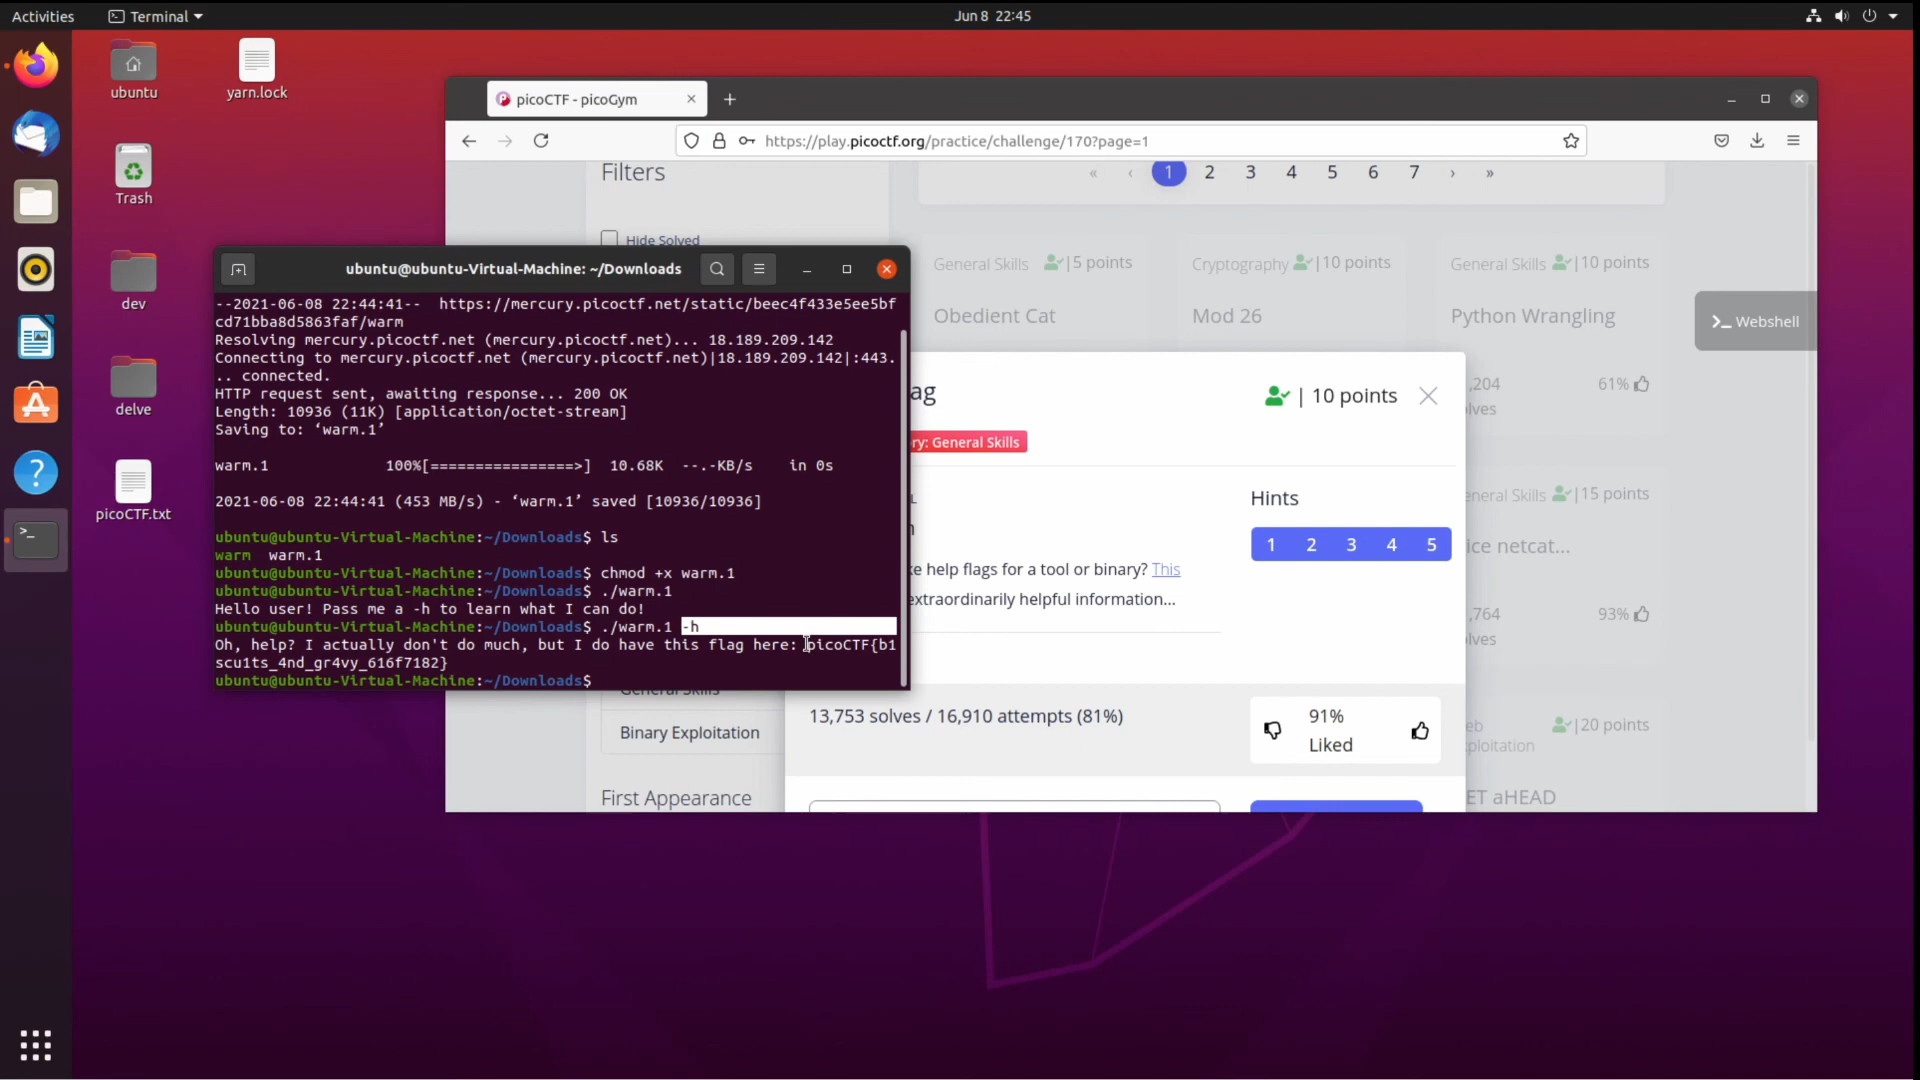 Activities
Terminal
Jun 8 22:45
ubuntu
yarn.lock
Trash
dev
delve
picoCTF.txt
picoCTF - picoGym
https://play.picoctf.org/practice/challenge/170?page=1
Filters
« ‹ 1 2 3 4 5 6 7 › »
Hide Solved
General Skills |5 points
Cryptography |10 points
General Skills |10 points
Obedient Cat
Mod 26
Python Wrangling
>_ Webshell
ubuntu@ubuntu-Virtual-Machine: ~/Downloads
--2021-06-08 22:44:41-- https://mercury.picoctf.net/static/beec4f433e5ee5bf
cd71bba8d5863faf/warm
Resolving mercury.picoctf.net (mercury.picoctf.net)... 18.189.209.142
Connecting to mercury.picoctf.net (mercury.picoctf.net)|18.189.209.142|:443.
.. connected.
HTTP request sent, awaiting response... 200 OK
Length: 10936 (11K) [application/octet-stream]
Saving to: ‘warm.1’
warm.1 100%[================>] 10.68K --.-KB/s in 0s
2021-06-08 22:44:41 (453 MB/s) - ‘warm.1’ saved [10936/10936]
ubuntu@ubuntu-Virtual-Machine:~/Downloads$ ls
warm warm.1
ubuntu@ubuntu-Virtual-Machine:~/Downloads$ chmod +x warm.1
ubuntu@ubuntu-Virtual-Machine:~/Downloads$ ./warm.1
Hello user! Pass me a -h to learn what I can do!
ubuntu@ubuntu-Virtual-Machine:~/Downloads$ ./warm.1 -h
Oh, help? I actually don't do much, but I do have this flag here: picoCTF{b1
scu1ts_4nd_gr4vy_616f7182}
ubuntu@ubuntu-Virtual-Machine:~/Downloads$
ag
| 10 points
ry: General Skills
Hints
1 2 3 4 5
ke help flags for a tool or binary? This
extraordinarily helpful information...
,204
lves
61%
eneral Skills |15 points
ice netcat...
,764
lves
93%
General Skills
Binary Exploitation
First Appearance
13,753 solves / 16,910 attempts (81%)
91%
Liked
eb
xploitation
|20 points
ET aHEAD